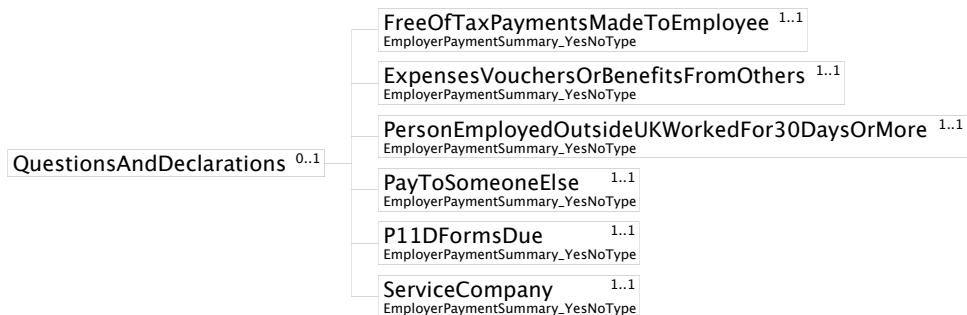 FreeOfTaxPaymentsMadeToEmployee 1..1
EmployerPaymentSummary_YesNoType
ExpensesVouchersOrBenefitsFromOthers 1..1
EmployerPaymentSummary_YesNoType
PersonEmployedOutsideUKWorkedFor30DaysOrMore 1..1
EmployerPaymentSummary_YesNoType
QuestionsAndDeclarations 0..1
PayToSomeoneElse 1..1
EmployerPaymentSummary_YesNoType
P11DFormsDue 1..1
EmployerPaymentSummary_YesNoType
ServiceCompany 1..1
EmployerPaymentSummary_YesNoType